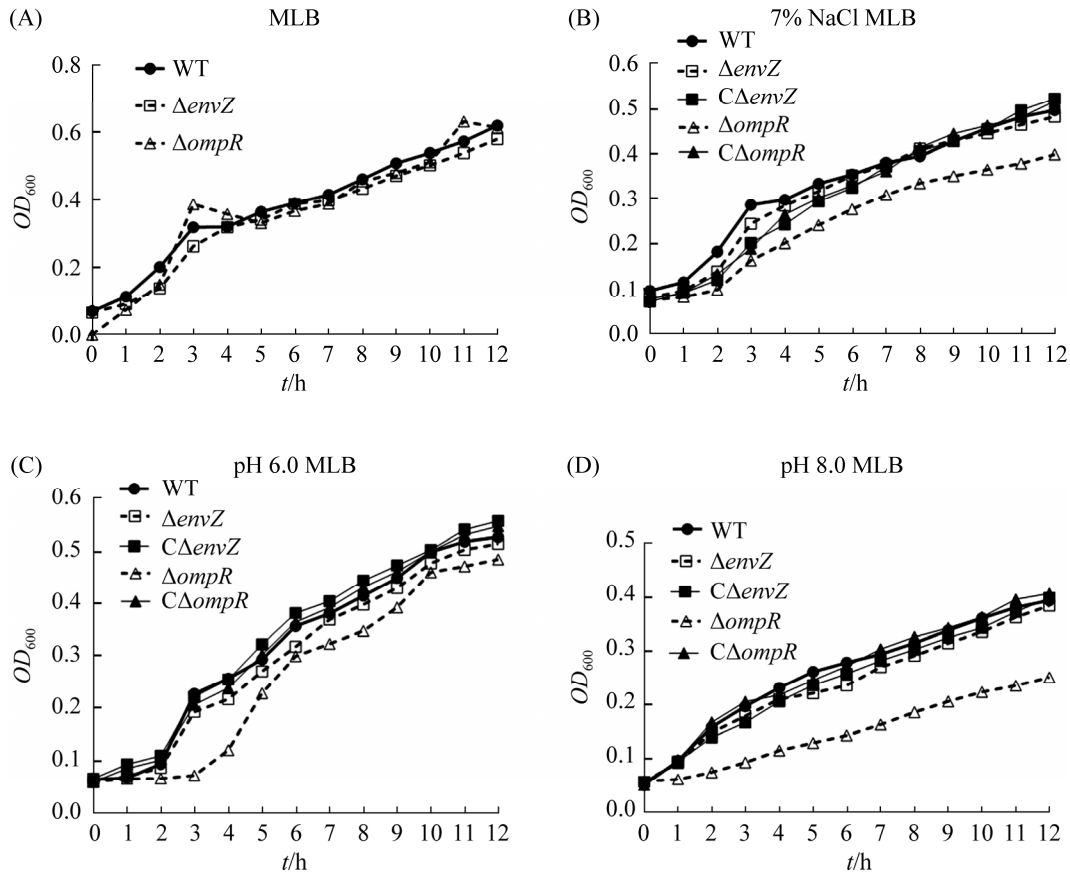 (A)
MLB
WT
ΔenvZ
ΔompR
OD600
0.8
0.6
0.4
0.2
0.0
0 1 2 3 4 5 6 7 8 9 10 11 12
t/h
(B)
7% NaCl MLB
WT
ΔenvZ
CΔenvZ
ΔompR
CΔompR
OD600
0.6
0.5
0.4
0.3
0.2
0.1
0.0
0 1 2 3 4 5 6 7 8 9 10 11 12
t/h
(C)
pH 6.0 MLB
WT
ΔenvZ
CΔenvZ
ΔompR
CΔompR
OD600
0.6
0.5
0.4
0.3
0.2
0.1
0.0
0 1 2 3 4 5 6 7 8 9 10 11 12
t/h
(D)
pH 8.0 MLB
WT
ΔenvZ
CΔenvZ
ΔompR
CΔompR
OD600
0.5
0.4
0.3
0.2
0.1
0.0
0 1 2 3 4 5 6 7 8 9 10 11 12
t/h